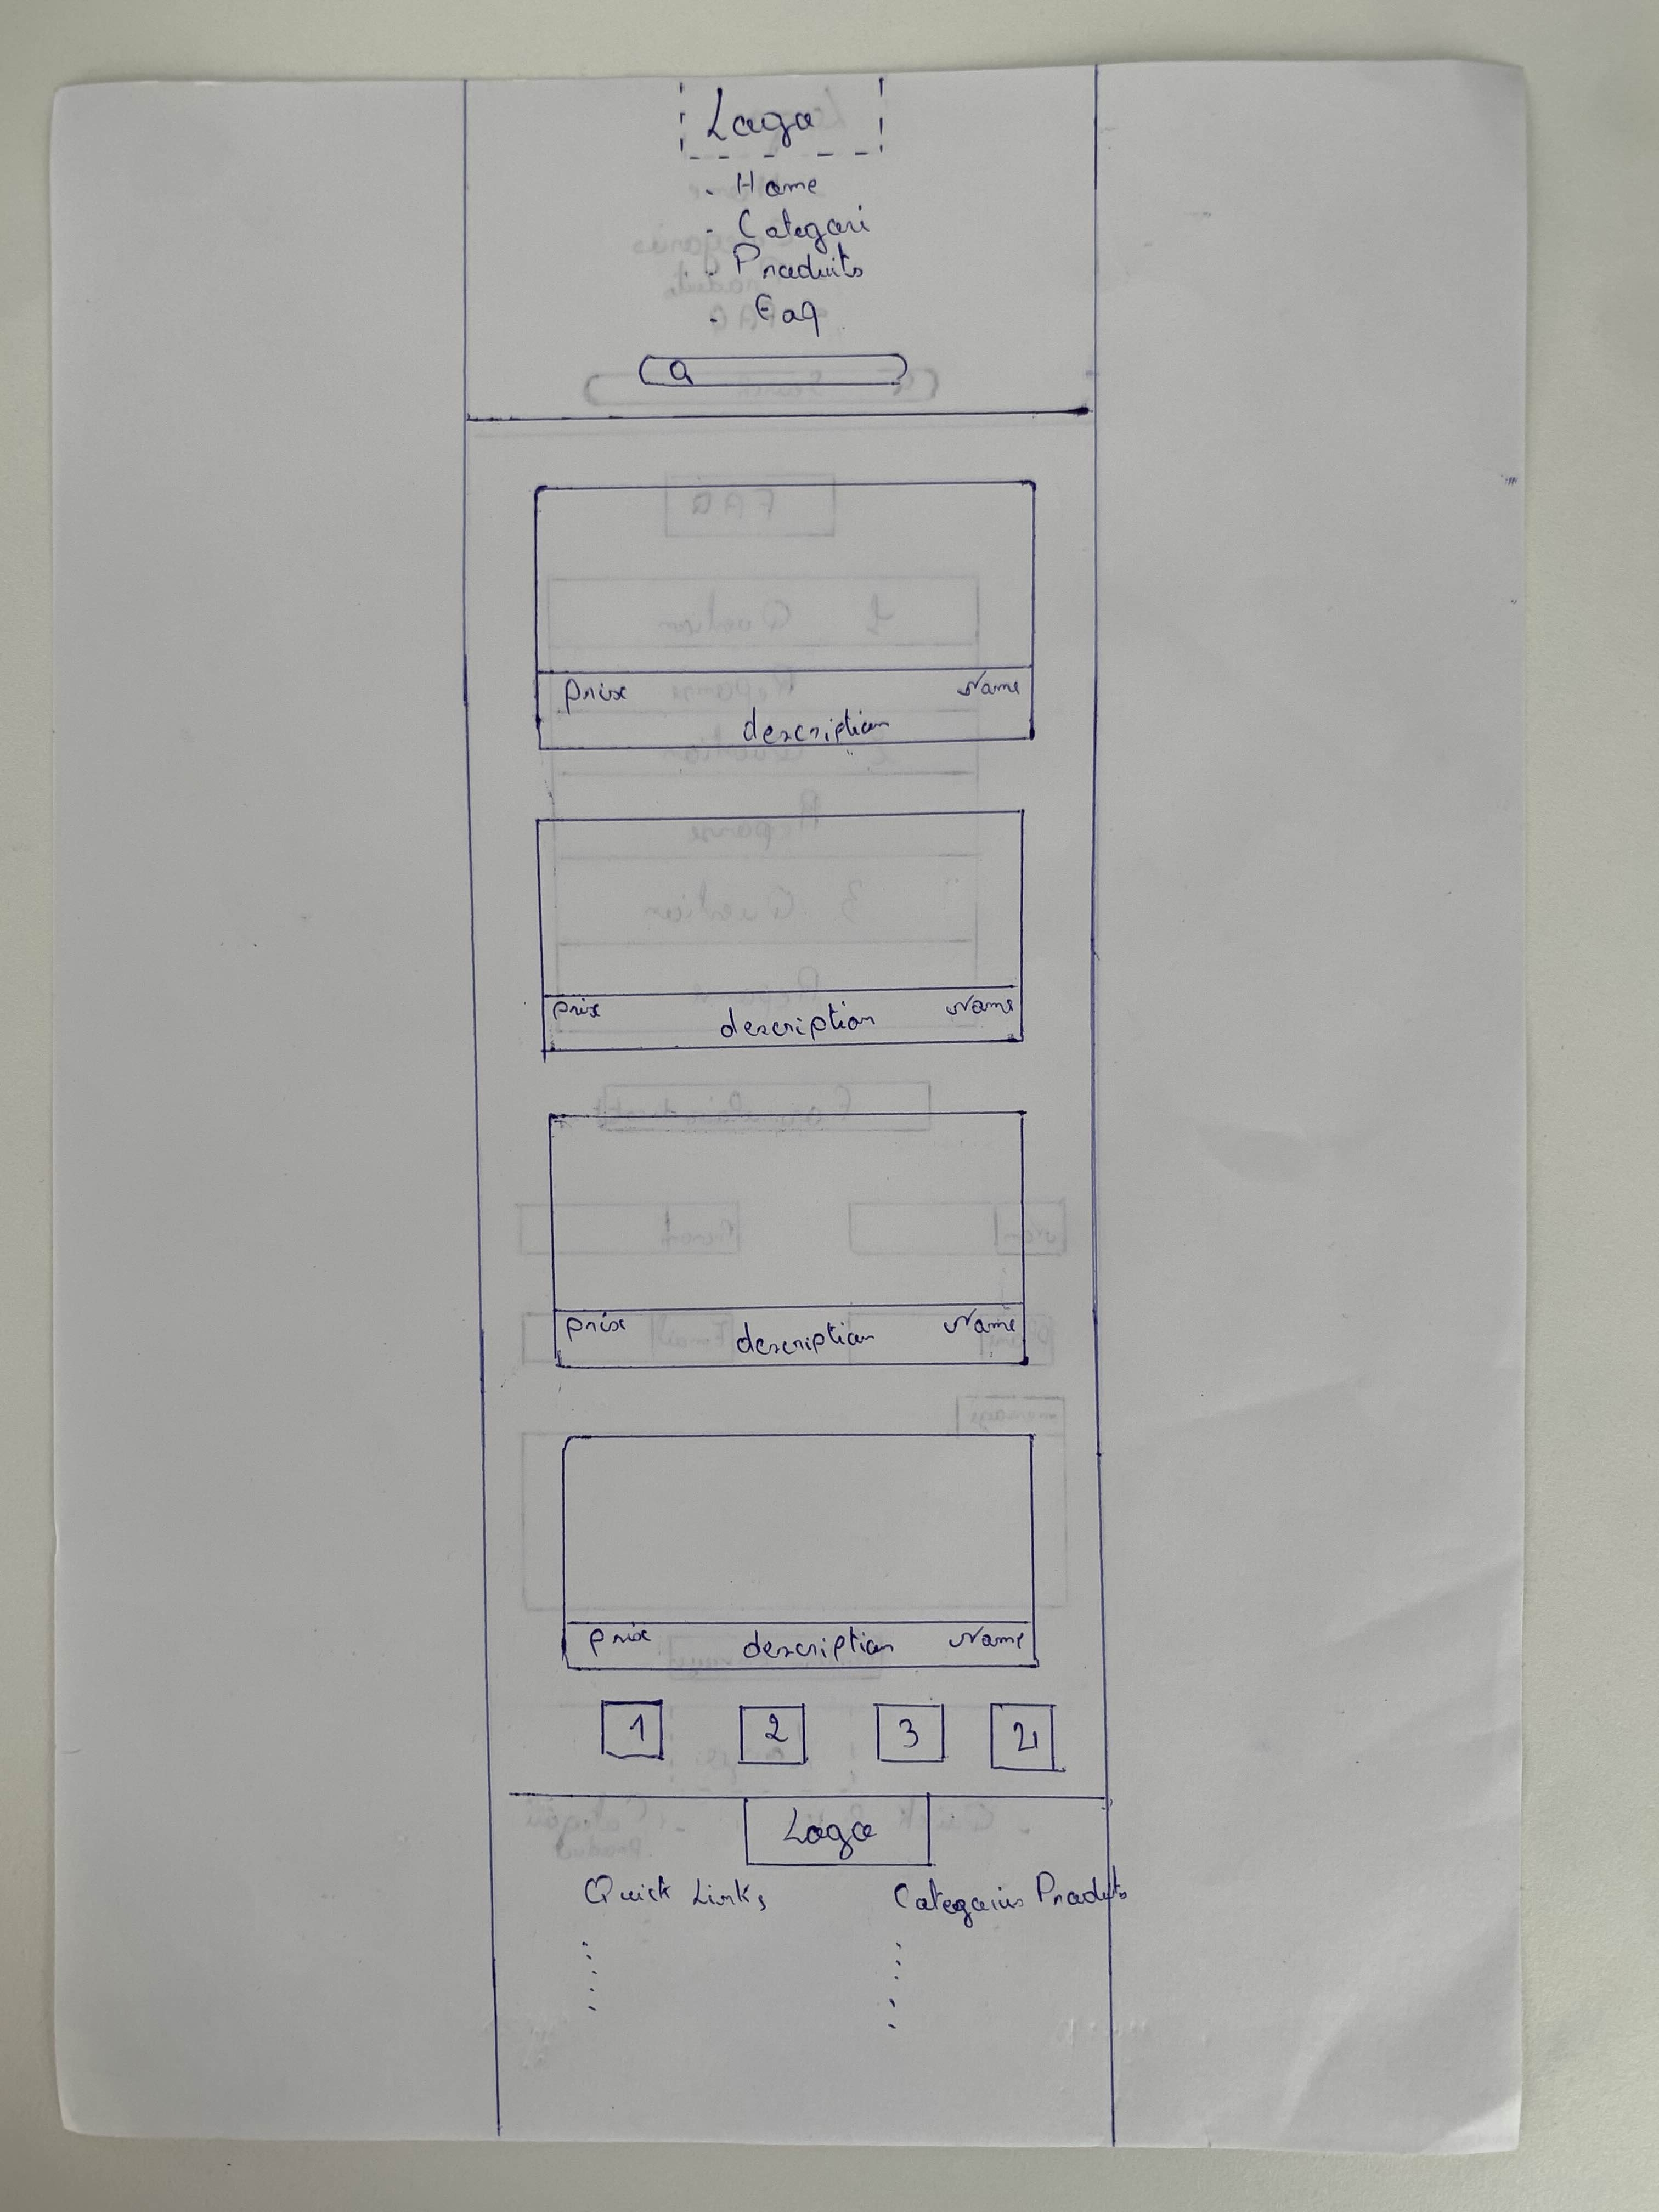 Logo
- Home
- Categori
- Produits
- Faq
prix Name
description
prix description Name
prix description Name
prix description Name
1 2 3 4
Logo
Quick Links Categories Produts